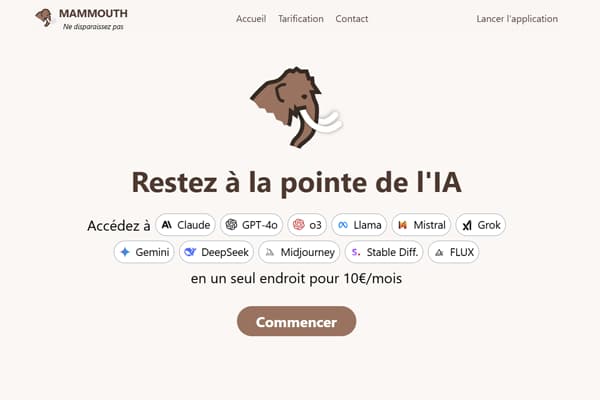 MAMMOUTH
Ne disparaissez pas
Accueil Tarification Contact Lancer l'application
Restez à la pointe de l'IA
Accédez à Claude GPT-4o o3 Llama Mistral Grok
Gemini DeepSeek Midjourney Stable Diff. FLUX
en un seul endroit pour 10€/mois
Commencer